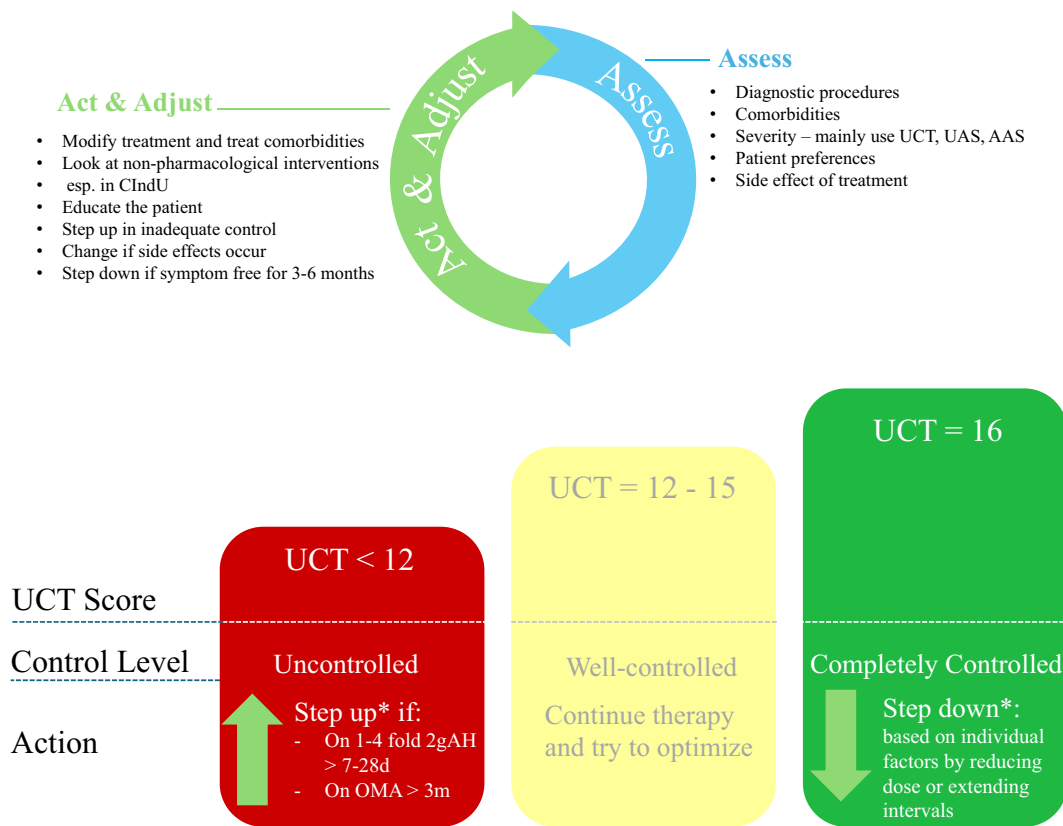 Act & Adjust
• Modify treatment and treat comorbidities
• Look at non-pharmacological interventions
• esp. in CIndU
• Educate the patient
• Step up in inadequate control
• Change if side effects occur
• Step down if symptom free for 3-6 months
Act & Adjust
Assess
Assess
• Diagnostic procedures
• Comorbidities
• Severity – mainly use UCT, UAS, AAS
• Patient preferences
• Side effect of treatment
UCT Score
Control Level
Action
UCT < 12
Uncontrolled
Step up* if:
- On 1-4 fold 2gAH
> 7-28d
- On OMA > 3m
UCT = 12 - 15
Well-controlled
Continue therapy
and try to optimize
UCT = 16
Completely Controlled
Step down*:
based on individual
factors by reducing
dose or extending
intervals